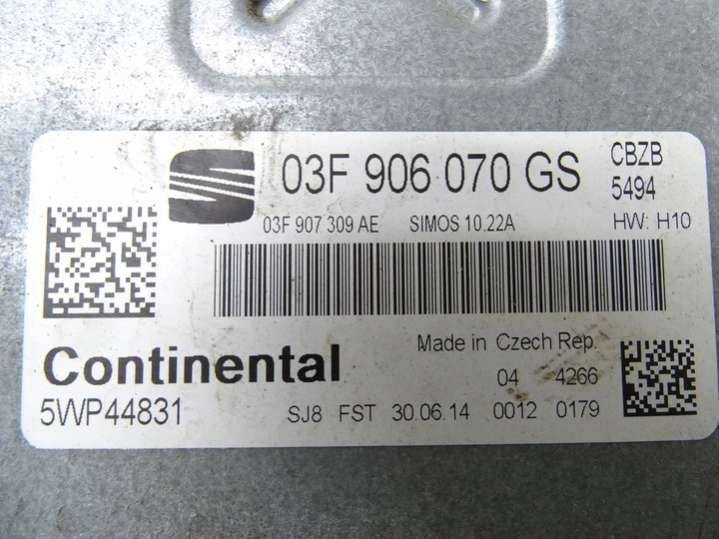 03F 906 070 GS
CBZB
5494
03F 907 309 AE SIMOS 10.22A HW: H10
Continental
Made in Czech Rep.
04 4266
5WP44831
SJ8 FST 30.06.14 0012 0179